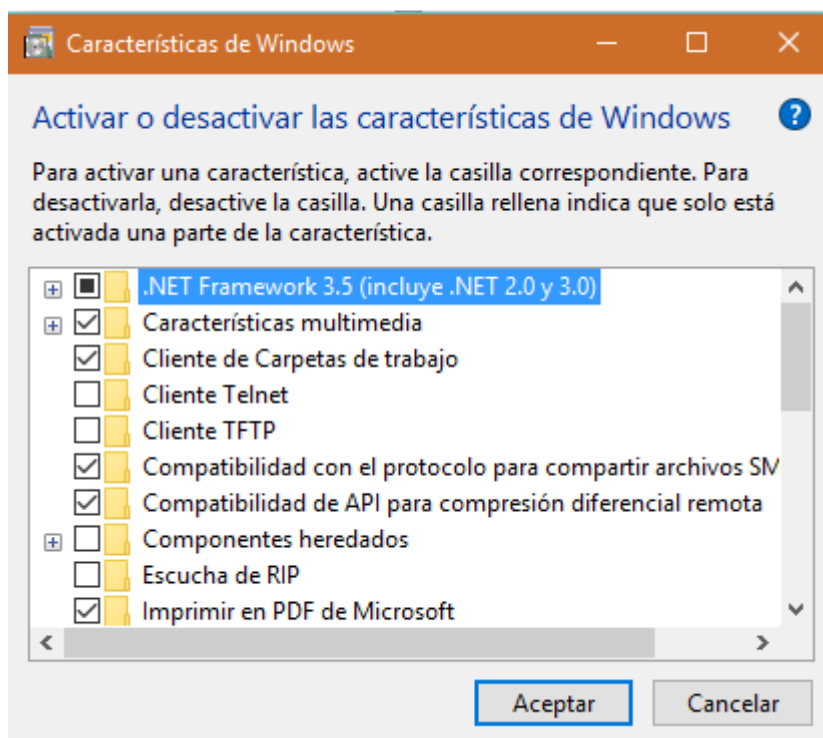 Características de Windows
Activar o desactivar las características de Windows
?
Para activar una característica, active la casilla correspondiente. Para
desactivarla, desactive la casilla. Una casilla rellena indica que solo está
activada una parte de la característica.
.NET Framework 3.5 (incluye .NET 2.0 y 3.0)
Características multimedia
Cliente de Carpetas de trabajo
Cliente Telnet
Cliente TFTP
Compatibilidad con el protocolo para compartir archivos SM
Compatibilidad de API para compresión diferencial remota
Componentes heredados
Escucha de RIP
Imprimir en PDF de Microsoft
Aceptar
Cancelar